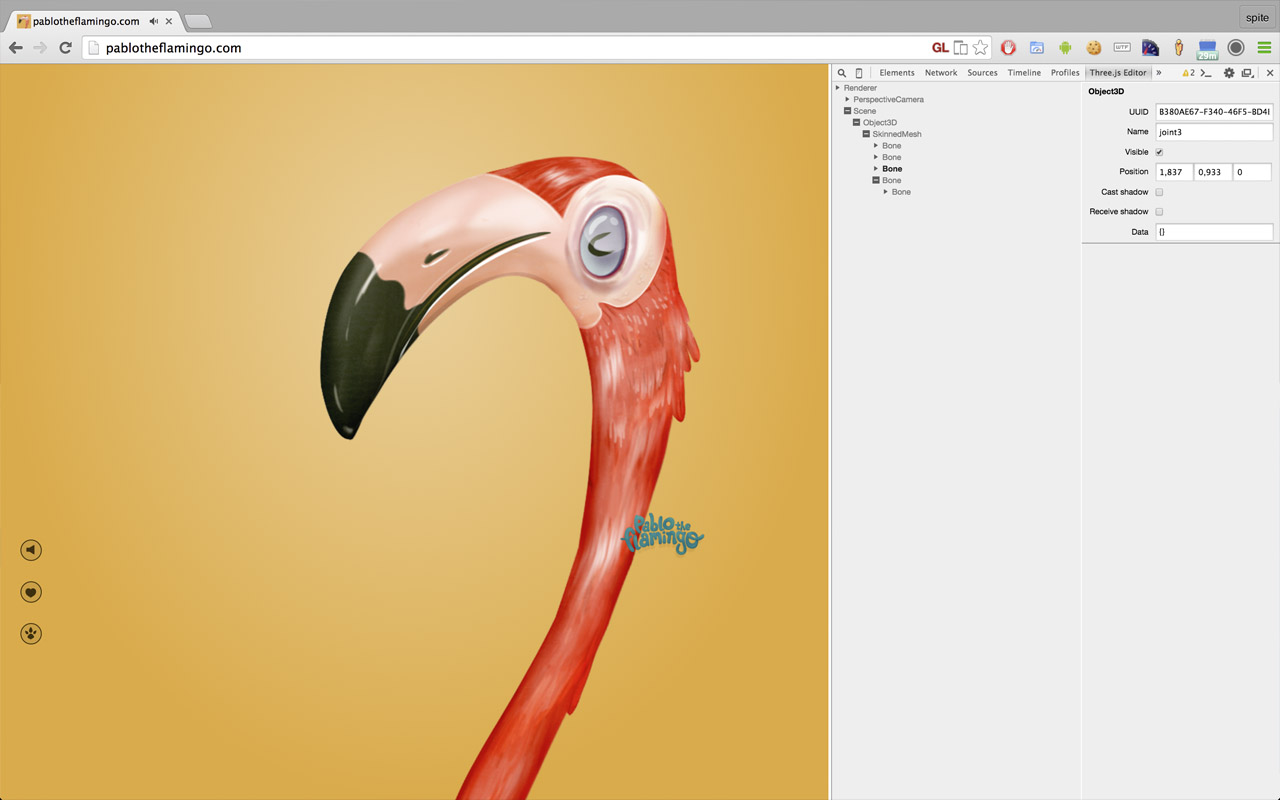 pablotheflamingo.com
spite
pablotheflamingo.com
GL
WTF
29m
Elements Network Sources Timeline Profiles Three.js Editor » 2
Renderer
PerspectiveCamera
Scene
Object3D
SkinnedMesh
Bone
Bone
Bone
Bone
Bone
Object3D
UUID B380AE67-F340-46F5-BD4I
Name joint3
Visible
Position 1,837 0,933 0
Cast shadow
Receive shadow
Data {}
Pablo the
flamingo